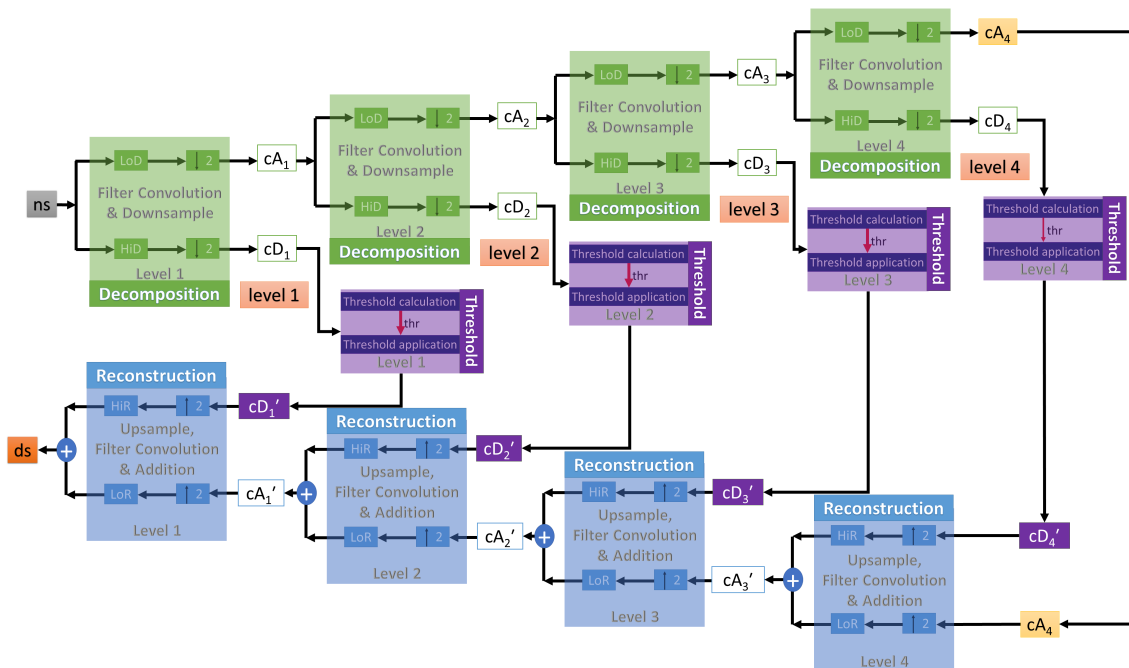 ns
LoD
↓ 2
Filter Convolution
& Downsample
HiD
↓ 2
Level 1
Decomposition
cA₁
cD₁
level 1
LoD
↓ 2
Filter Convolution
& Downsample
HiD
↓ 2
Level 2
Decomposition
cA₂
cD₂
level 2
LoD
↓ 2
Filter Convolution
& Downsample
HiD
↓ 2
Level 3
Decomposition
cA₃
cD₃
level 3
LoD
↓ 2
Filter Convolution
& Downsample
HiD
↓ 2
Level 4
Decomposition
cA₄
cD₄
level 4
Threshold calculation
thr
Threshold application
Level 1
Threshold
Threshold calculation
thr
Threshold application
Level 2
Threshold
Threshold calculation
thr
Threshold application
Level 3
Threshold
Threshold calculation
thr
Threshold application
Level 4
Threshold
ds
Reconstruction
HiR
↑ 2
Upsample,
Filter Convolution
& Addition
LoR
↑ 2
Level 1
cD₁′
cA₁′
+
Reconstruction
HiR
↑ 2
Upsample,
Filter Convolution
& Addition
LoR
↑ 2
Level 2
cD₂′
cA₂′
+
Reconstruction
HiR
↑ 2
Upsample,
Filter Convolution
& Addition
LoR
↑ 2
Level 3
cD₃′
cA₃′
+
Reconstruction
HiR
↑ 2
Upsample,
Filter Convolution
& Addition
LoR
↑ 2
Level 4
cD₄′
cA₄
+